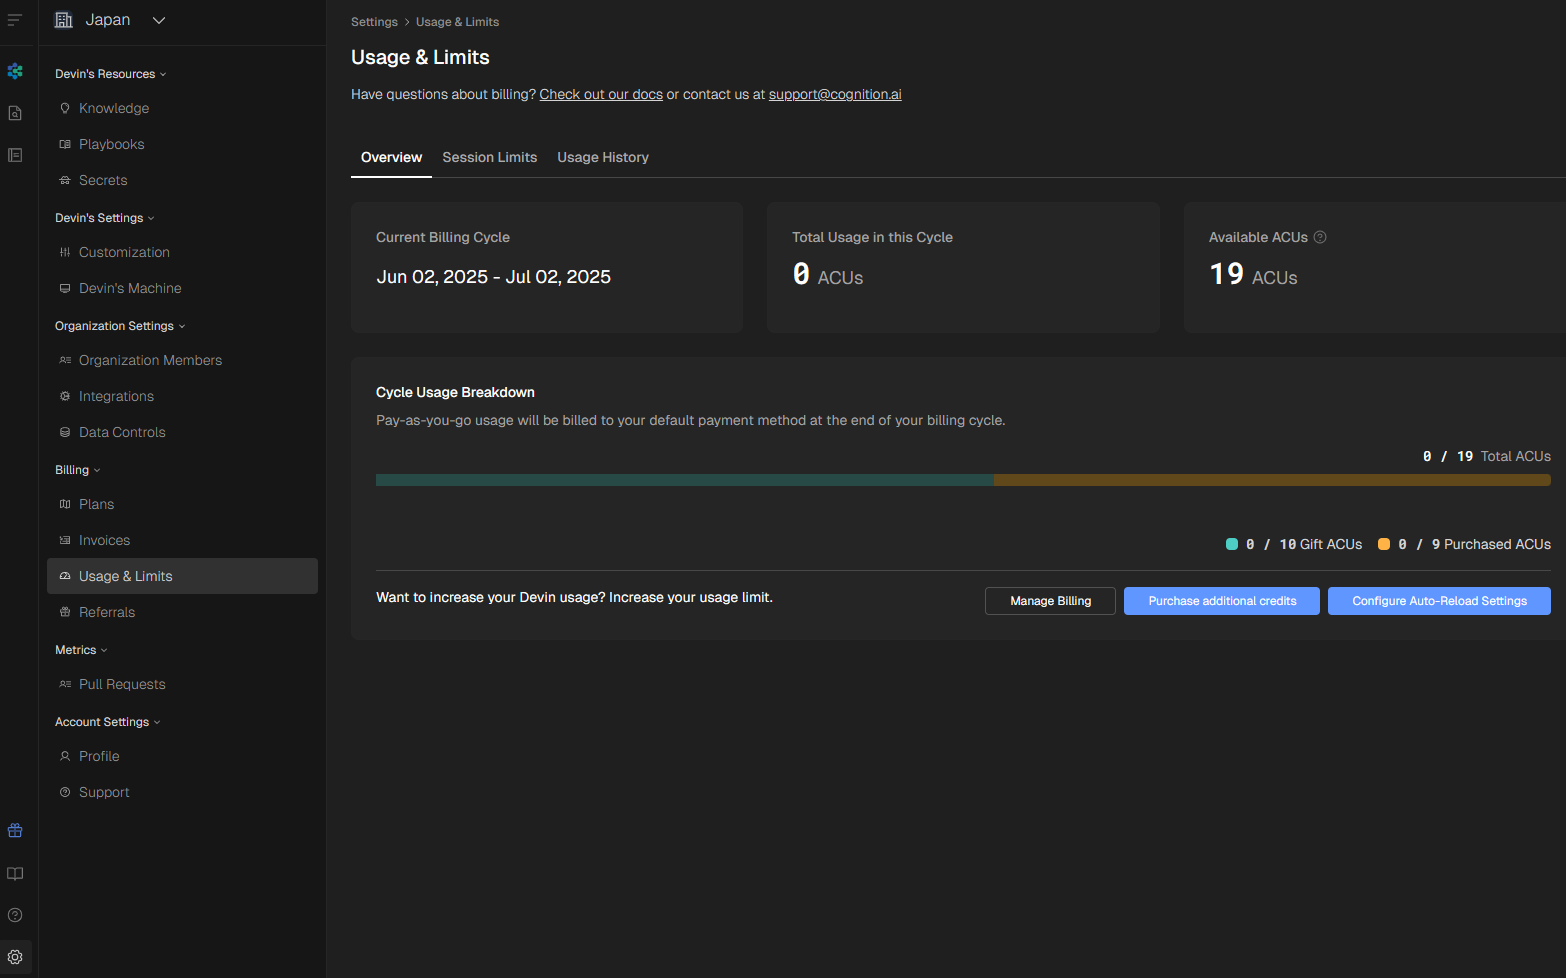 Japan
Devin's Resources
Knowledge
Playbooks
Secrets
Devin's Settings
Customization
Devin's Machine
Organization Settings
Organization Members
Integrations
Data Controls
Billing
Plans
Invoices
Usage & Limits
Referrals
Metrics
Pull Requests
Account Settings
Profile
Support
Settings > Usage & Limits
Usage & Limits
Have questions about billing? Check out our docs or contact us at support@cognition.ai
Overview Session Limits Usage History
Current Billing Cycle
Jun 02, 2025 - Jul 02, 2025
Total Usage in this Cycle
0 ACUs
Available ACUs
19 ACUs
Cycle Usage Breakdown
Pay-as-you-go usage will be billed to your default payment method at the end of your billing cycle.
0 / 19 Total ACUs
0 / 10 Gift ACUs 0 / 9 Purchased ACUs
Want to increase your Devin usage? Increase your usage limit.
Manage Billing Purchase additional credits Configure Auto-Reload Settings